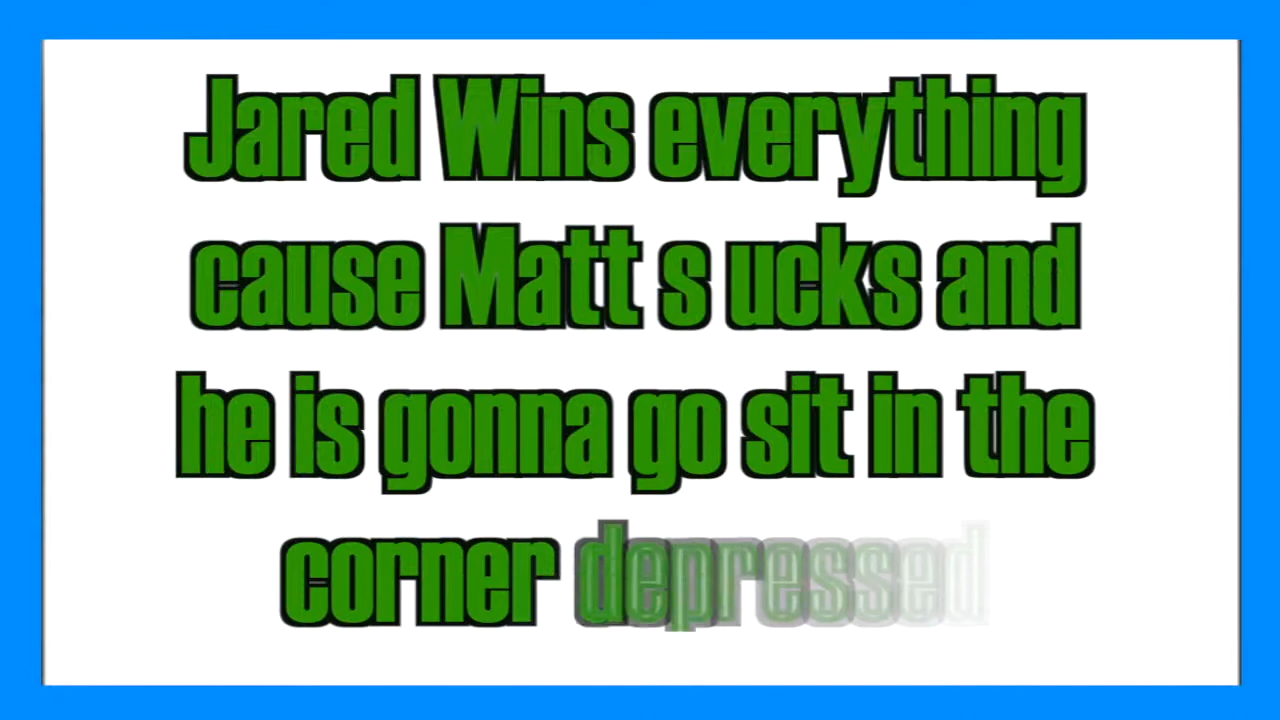 Jared Wins everything
cause Matt s ucks and
he is gonna go sit in the
corner depressed